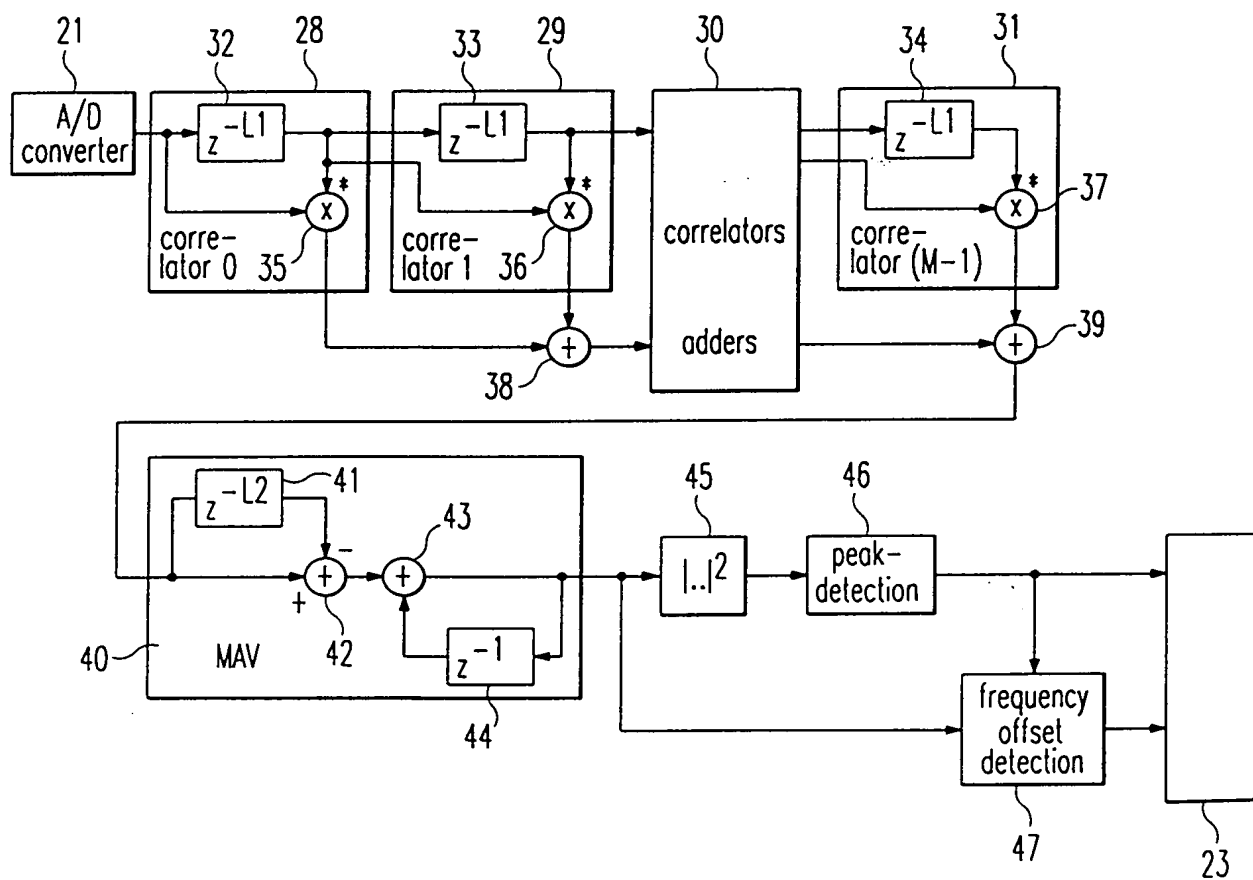 21
32
28
33
29
30
34
31
A/D
converter
z -L1
z -L1
z -L1
*
*
*
x
x
x
37
corre-
lator 0
35
corre-
lator 1
36
correlators
corre-
lator (M-1)
adders
+
38
+
39
z -L2
41
43
45
46
-
+
+
+
42
|..|2
peak-
detection
40
MAV
z -1
44
frequency
offset
detection
47
23